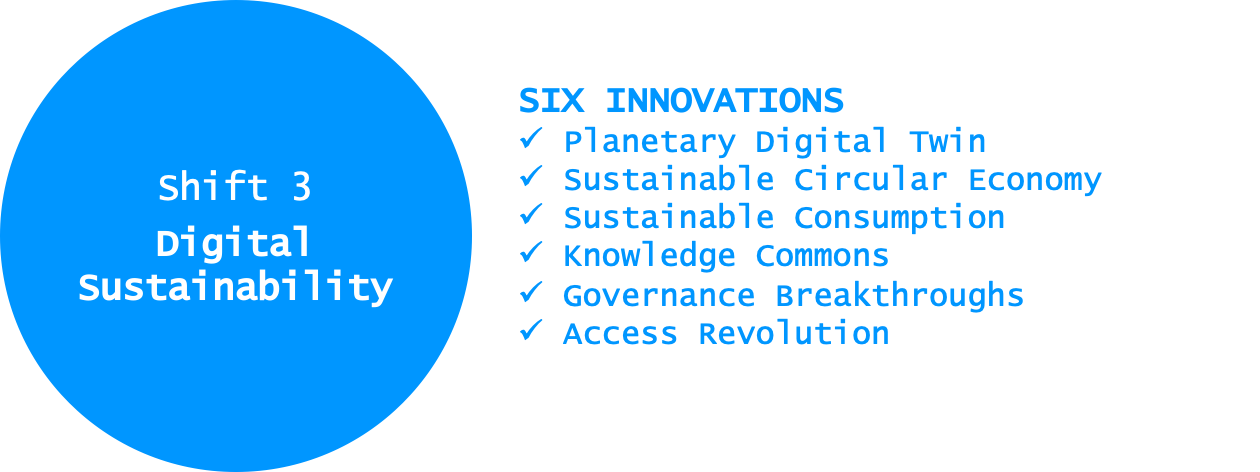 Shift 3
Digital
Sustainability
SIX INNOVATIONS
✓ Planetary Digital Twin
✓ Sustainable Circular Economy
✓ Sustainable Consumption
✓ Knowledge Commons
✓ Governance Breakthroughs
✓ Access Revolution